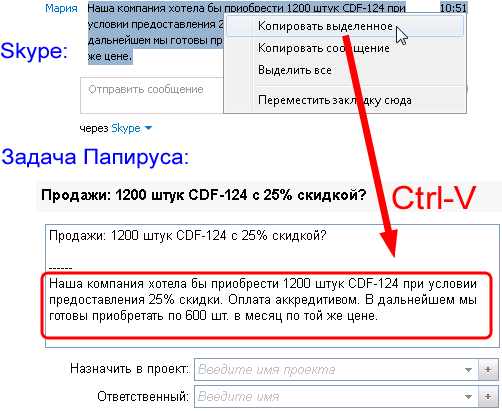 Мария Наша компания хотела бы приобрести 1200 штук CDF-124 при 10:51
условии предоставления 2
дальнейшем мы готовы пр
же цене.
Копировать выделенное
Копировать сообщение
Выделить все
Переместить закладку сюда
Skype:
Отправить сообщение
через Skype
Задача Папируса:
Продажи: 1200 штук CDF-124 с 25% скидкой?
Ctrl-V
Продажи: 1200 штук CDF-124 с 25% скидкой?
------
Наша компания хотела бы приобрести 1200 штук CDF-124 при условии
предоставления 25% скидки. Оплата аккредитивом. В дальнейшем мы
готовы приобретать по 600 шт. в месяц по той же цене.
Назначить в проект: Введите имя проекта +
Ответственный: Введите имя +